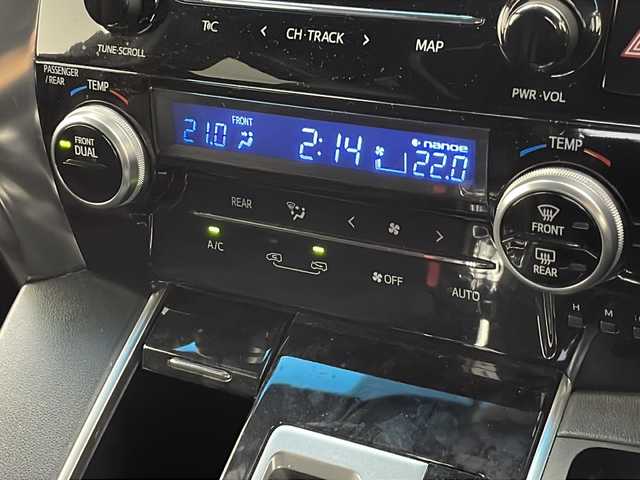 TUNE·SCROLL
T/C
CH·TRACK
MAP
PWR·VOL
PASSENGER
/REAR
TEMP
FRONT
DUAL
21.0
FRONT
2:14
nanoe
22.0
TEMP
FRONT
REAR
REAR
A/C
OFF
AUTO
H
M